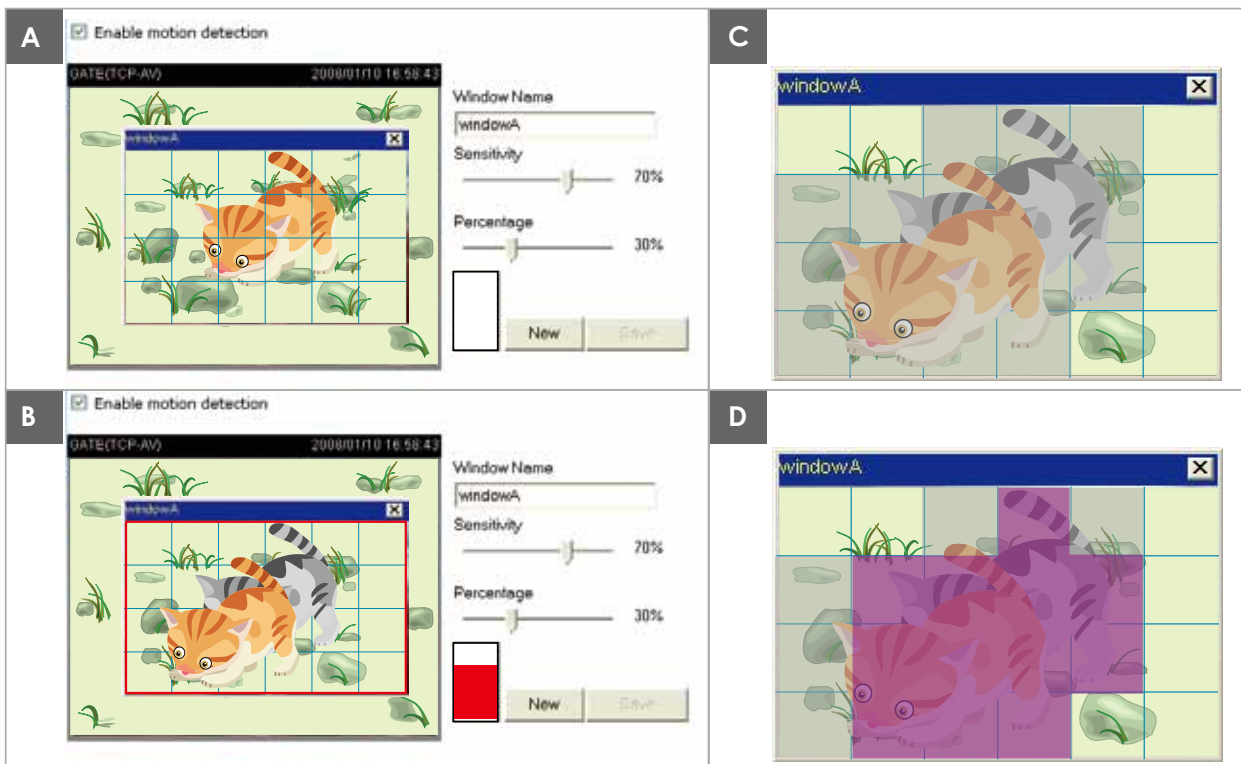 A
Enable motion detection
GATE(TCP-AV) 2008/01/10 16:58:43
windowA
Window Name
windowA
Sensitivity
70%
Percentage
30%
New Save
C
windowA
B
Enable motion detection
GATE(TCP-AV) 2008/01/10 16:58:43
windowA
Window Name
windowA
Sensitivity
70%
Percentage
30%
New Save
D
windowA